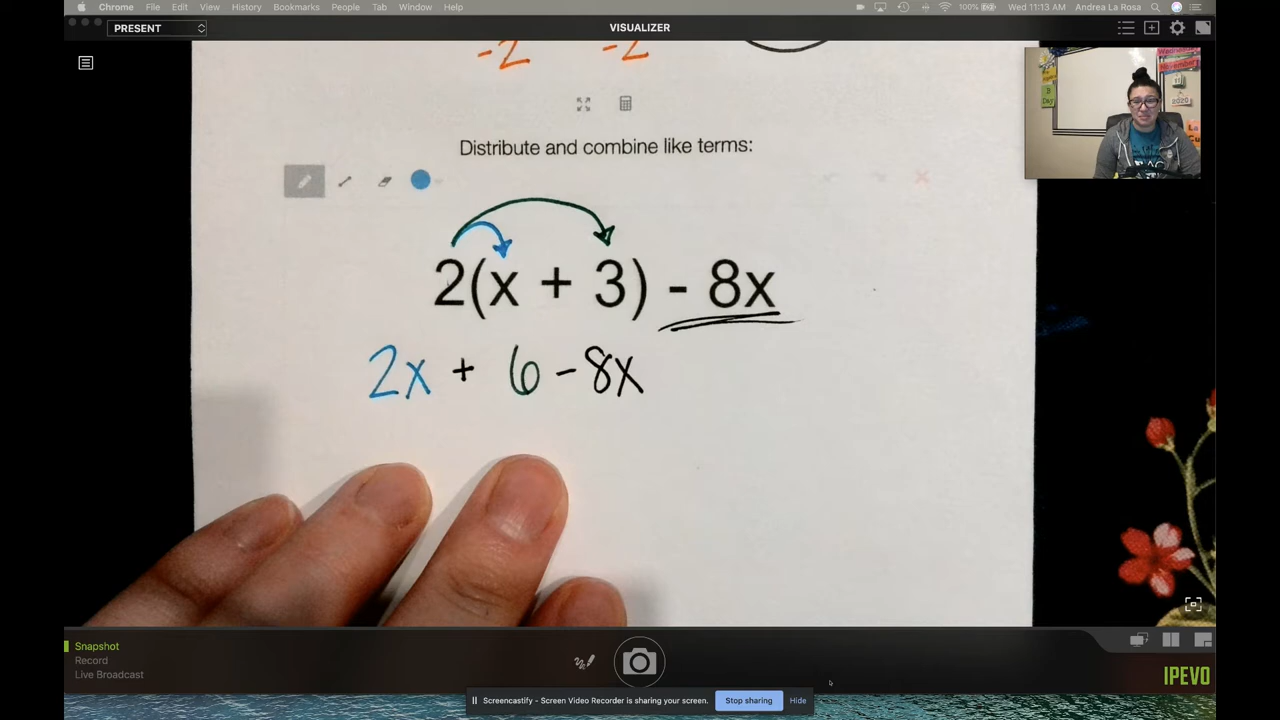 Chrome File Edit View History Bookmarks People Tab Window Help 100% Wed 11:13 AM Andrea La Rosa
PRESENT VISUALIZER
-2 -2
Distribute and combine like terms:
2(x + 3) - 8x
2x + 6 - 8x
Snapshot
Record
Live Broadcast
IPEVO
Screencastify - Screen Video Recorder is sharing your screen. Stop sharing Hide